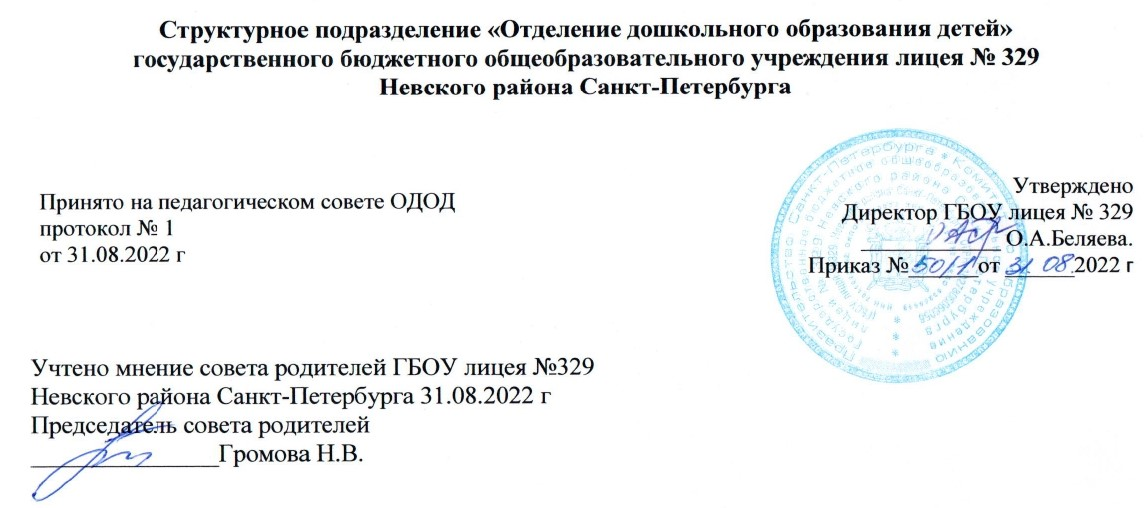 Структурное подразделение «Отделение дошкольного образования детей»
государственного бюджетного общеобразовательного учреждения лицея № 329
Невского района Санкт-Петербурга
Принято на педагогическом совете ОДОД
протокол № 1
от 31.08.2022 г
Утверждено
Директор ГБОУ лицея № 329
О.А.Беляева.
Приказ № 50/1 от 31 08 2022 г
Учтено мнение совета родителей ГБОУ лицея №329
Невского района Санкт-Петербурга 31.08.2022 г
Председатель совета родителей
Громова Н.В.